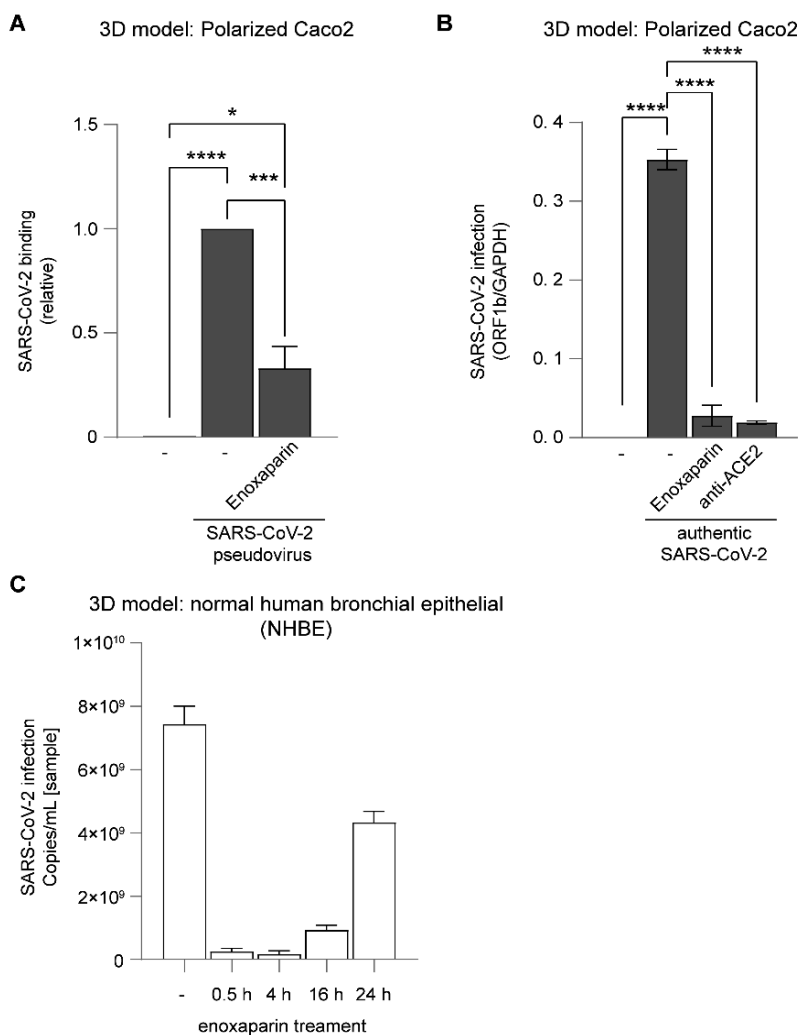 A
3D model: Polarized Caco2
SARS-CoV-2 binding
(relative)
1.5
1.0
0.5
0
*
****
***
-
-
Enoxaparin
SARS-CoV-2
pseudovirus
B
3D model: Polarized Caco2
SARS-CoV-2 infection
(ORF1b/GAPDH)
0. 4
0. 3
0. 2
0. 1
0. 0
****
****
****
-
-
Enoxaparin
anti-ACE2
authentic
SARS-CoV-2
C
3D model: normal human bronchial epithelial
(NHBE)
SARS-CoV-2 infection
Copies/mL [sample]
1×10¹⁰
8×10⁹
6×10⁹
4×10⁹
2×10⁹
0
- 0.5 h 4 h 16 h 24 h
enoxaparin treament